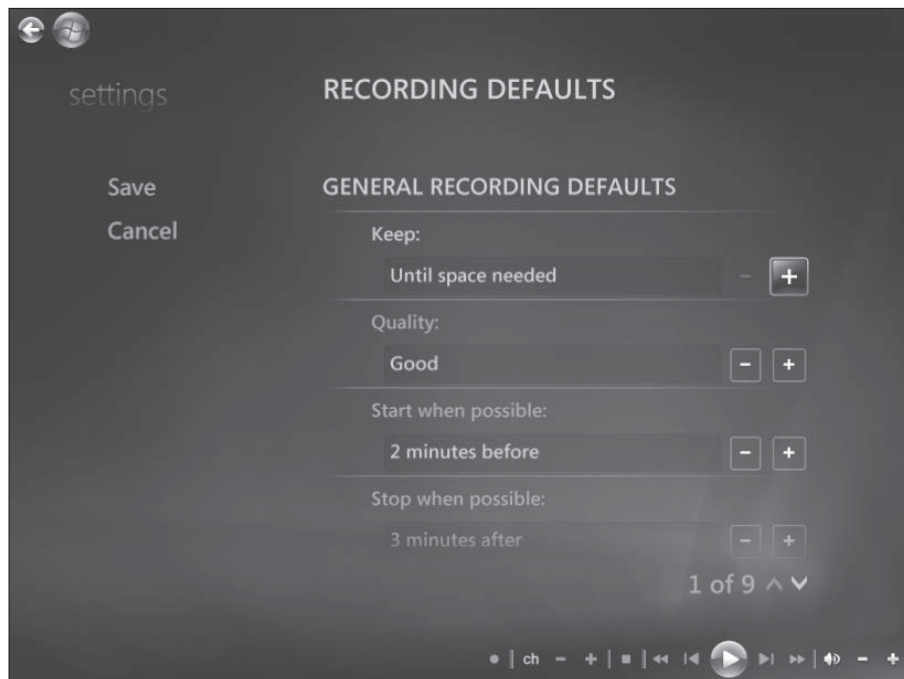 settings
RECORDING DEFAULTS
Save
Cancel
GENERAL RECORDING DEFAULTS
Keep:
Until space needed
Quality:
Good
Start when possible:
2 minutes before
Stop when possible:
3 minutes after
1 of 9
ch